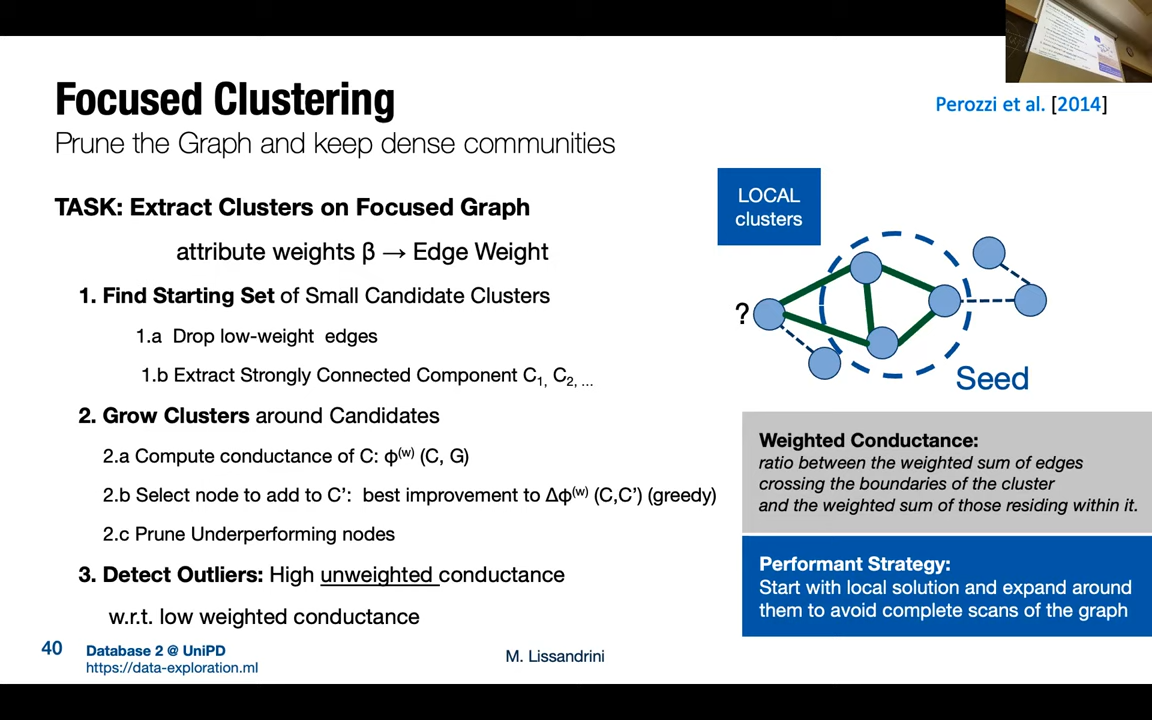 Focused Clustering
Perozzi et al. [2014]
Prune the Graph and keep dense communities
TASK: Extract Clusters on Focused Graph
attribute weights β → Edge Weight
1. Find Starting Set of Small Candidate Clusters
1.a Drop low-weight edges
1.b Extract Strongly Connected Component C1, C2, ...
2. Grow Clusters around Candidates
2.a Compute conductance of C: φ(w) (C, G)
2.b Select node to add to C’: best improvement to Δφ(w) (C,C’) (greedy)
2.c Prune Underperforming nodes
3. Detect Outliers: High unweighted conductance
w.r.t. low weighted conductance
LOCAL
clusters
?
Seed
Weighted Conductance:
ratio between the weighted sum of edges
crossing the boundaries of the cluster
and the weighted sum of those residing within it.
Performant Strategy:
Start with local solution and expand around
them to avoid complete scans of the graph
40
Database 2 @ UniPD
https://data-exploration.ml
M. Lissandrini